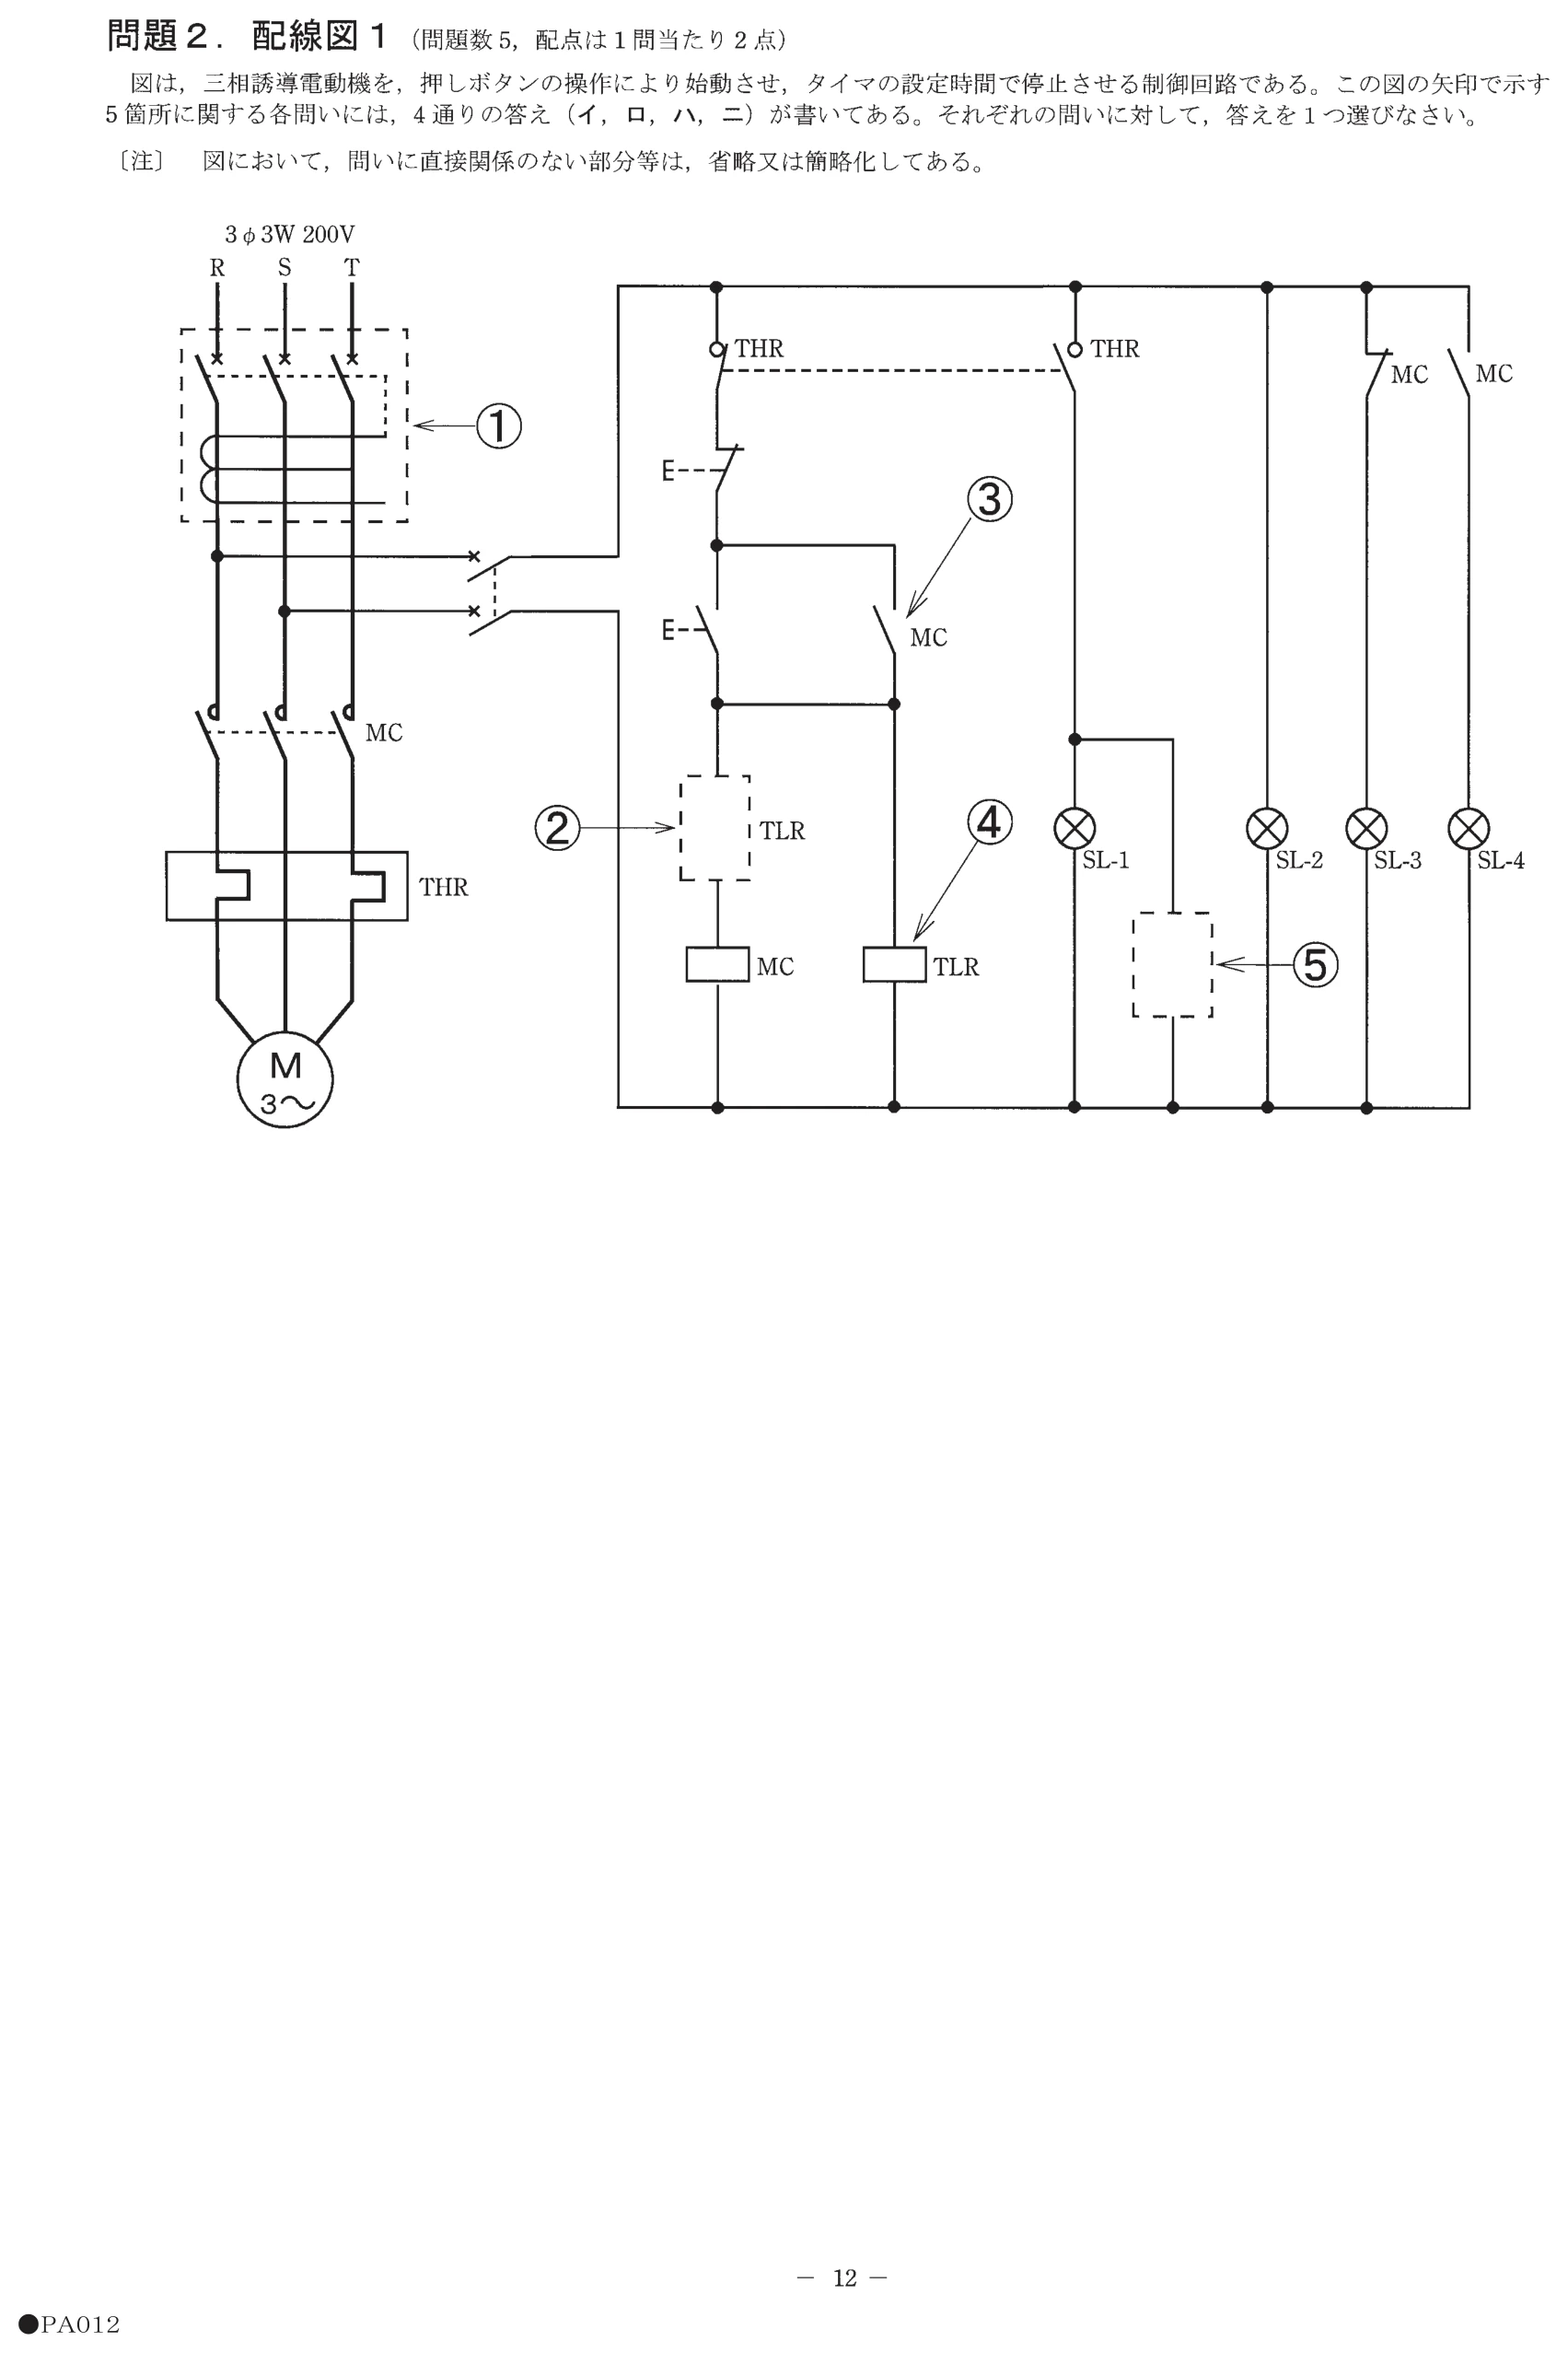 問題2. 配線図1 (問題数5, 配点は1問当たり2点)
図は, 三相誘導電動機を, 押しボタンの操作により始動させ, タイマの設定時間で停止させる制御回路である。この図の矢印で示す
5箇所に関する各問いには, 4通りの答え (イ, ロ, ハ, ニ) が書いてある。それぞれの問いに対して, 答えを1つ選びなさい。
〔注〕 図において, 問いに直接関係のない部分等は, 省略又は簡略化してある。
3φ3W 200V
R S T
THR THR
MC MC
①
E
③
E MC
MC
② TLR ④
SL-1 SL-2 SL-3 SL-4
THR
MC TLR ⑤
M
3～
－ 12 －
●PA012